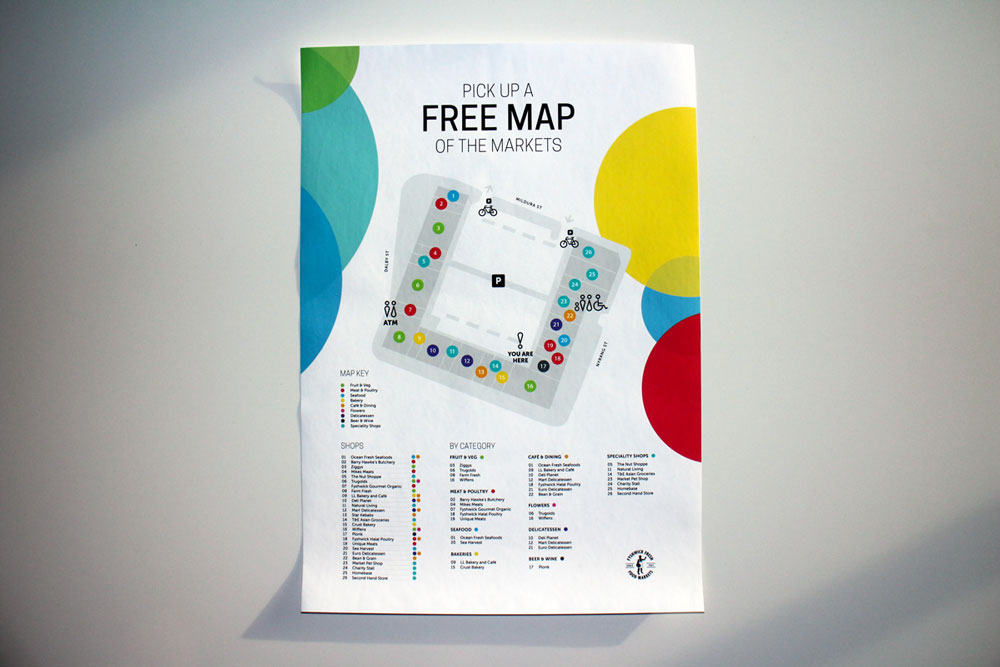 PICK UP A
FREE MAP
OF THE MARKETS
MILDURA ST
DALBY ST
NYRANG ST
P
P
P
1
2
3
4
5
6
7
8
9
10
11
12
13
14
15
16
17
18
19
20
21
22
23
24
25
26
ATM
YOU ARE
HERE
MAP KEY
Fruit & Veg
Meat & Poultry
Seafood
Bakery
Café & Dining
Flowers
Delicatessen
Beer & Wine
Speciality Shops
SHOPS
01 Ocean Fresh Seafoods
02 Barry Hawke's Butchery
03 Ziggys
04 Mikes Meats
05 The Nut Shoppe
06
07 Fyshwick Gourmet Organic
08 Farm Fresh
09 LL Bakery and Café
10 Deli Planet
11 Natural Living
12 Mart Delicatessen
13 Star Kebabs
14 T&E Asian Groceries
15 Crust Bakery
16 Wiffens
17 Plonk
18 Fyshwick Halal Poultry
19 Unique Meats
20 Sea Harvest
21 Euro Delicatessen
22 Bean & Grain
23 Market Pet Shop
24 Charity Stall
25 Homebase
26 Second Hand Store
BY CATEGORY
FRUIT & VEG
03 Ziggys
06
08 Farm Fresh
16 Wiffens
MEAT & POULTRY
02 Barry Hawke's Butchery
04 Mikes Meats
07 Fyshwick Gourmet Organic
18 Fyshwick Halal Poultry
19 Unique Meats
SEAFOOD
01 Ocean Fresh Seafoods
20 Sea Harvest
BAKERIES
09 LL Bakery and Café
15 Crust Bakery
CAFÉ & DINING
01 Ocean Fresh Seafoods
09 LL Bakery and Café
10 Deli Planet
12 Mart Delicatessen
18 Fyshwick Halal Poultry
21 Euro Delicatessen
22 Bean & Grain
FLOWERS
06
16 Wiffens
DELICATESSEN
10 Deli Planet
12 Mart Delicatessen
21 Euro Delicatessen
BEER & WINE
17 Plonk
SPECIALITY SHOPS
05 The Nut Shoppe
11 Natural Living
14 T&E Asian Groceries
23 Market Pet Shop
24 Charity Stall
25 Homebase
26 Second Hand Store
FYSHWICK FRESH
FOOD MARKETS